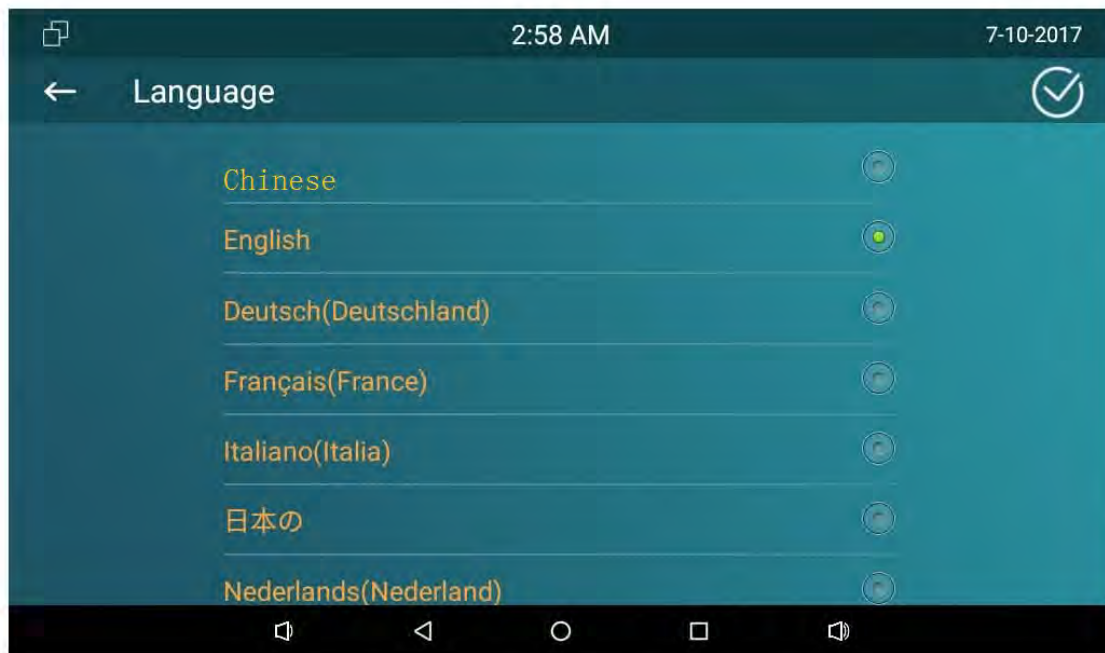 2:58 AM
7-10-2017
Language
Chinese
English
Deutsch(Deutschland)
Français(France)
Italiano(Italia)
日本の
Nederlands(Nederland)